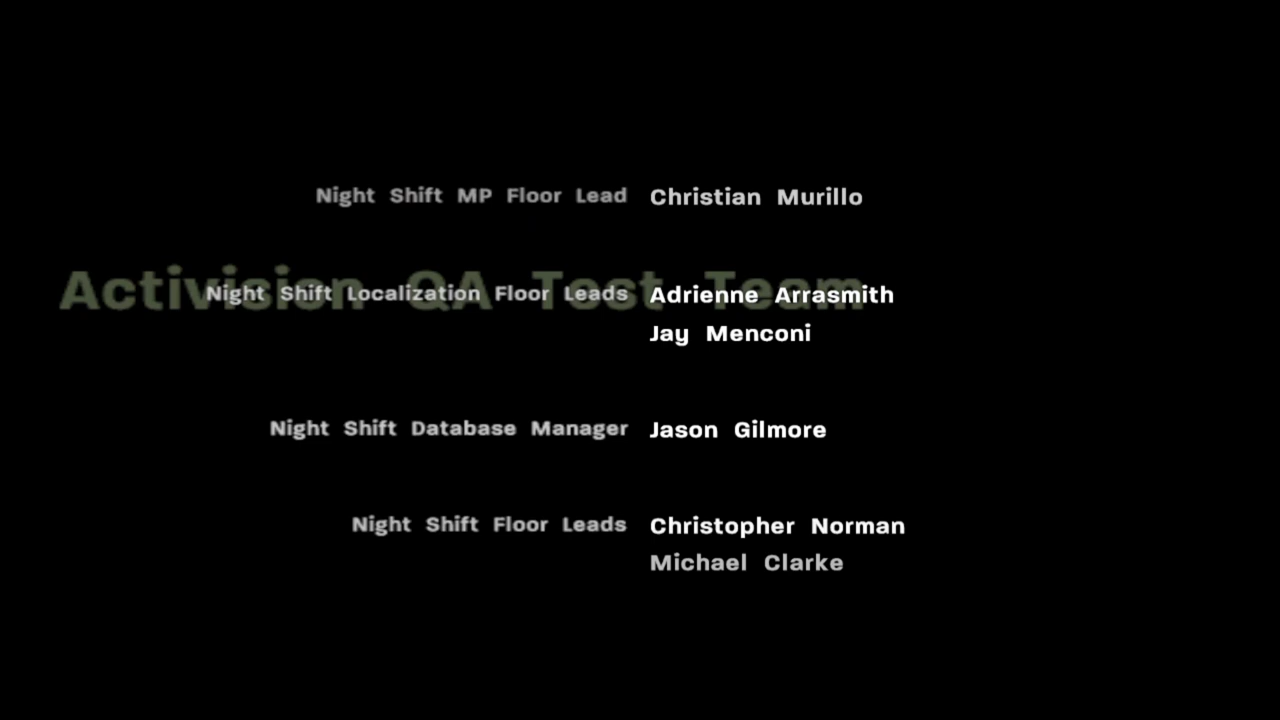 Night Shift MP Floor Lead Christian Murillo
Activision QA Test Team
Night Shift Localization Floor Leads Adrienne Arrasmith
Jay Menconi
Night Shift Database Manager Jason Gilmore
Night Shift Floor Leads Christopher Norman
Michael Clarke